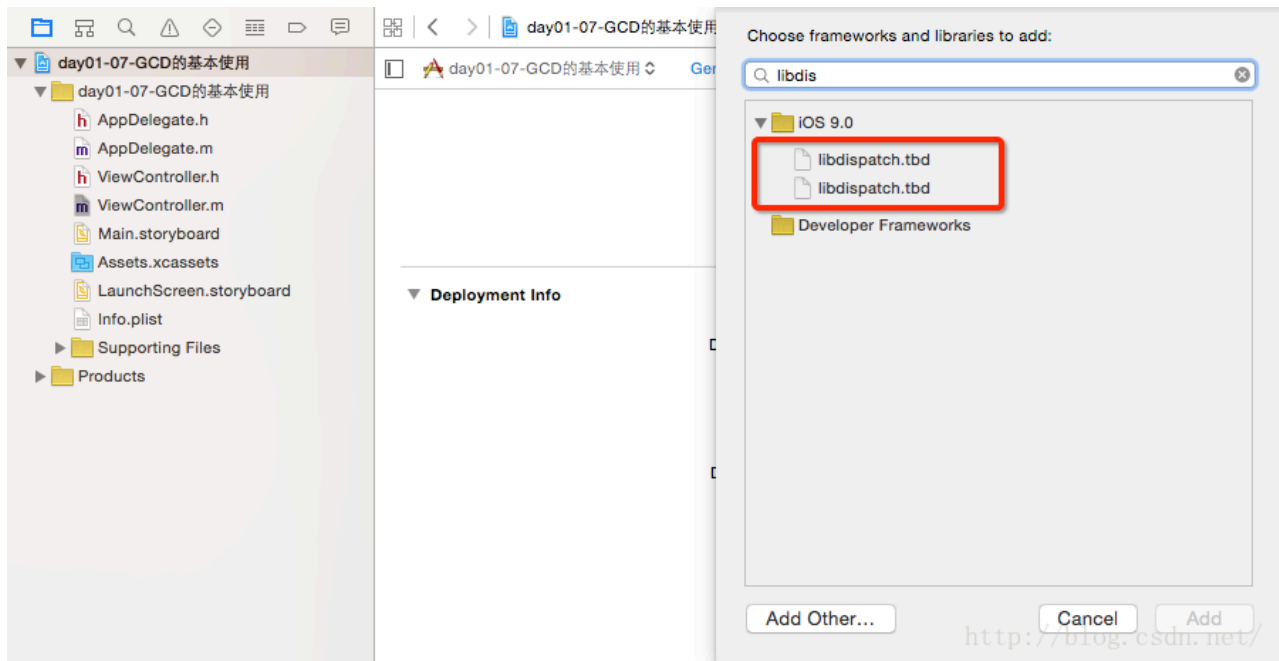 day01-07-GCD的基本使用
day01-07-GCD的基本使用
AppDelegate.h
AppDelegate.m
ViewController.h
ViewController.m
Main.storyboard
Assets.xcassets
LaunchScreen.storyboard
Info.plist
Supporting Files
Products
day01-07-GCD的基本使用
day01-07-GCD的基本使用
Ger
Deployment Info
Choose frameworks and libraries to add:
libdis
iOS 9.0
libdispatch.tbd
libdispatch.tbd
Developer Frameworks
Add Other...
Cancel
Add
http://blog.csdn.net/